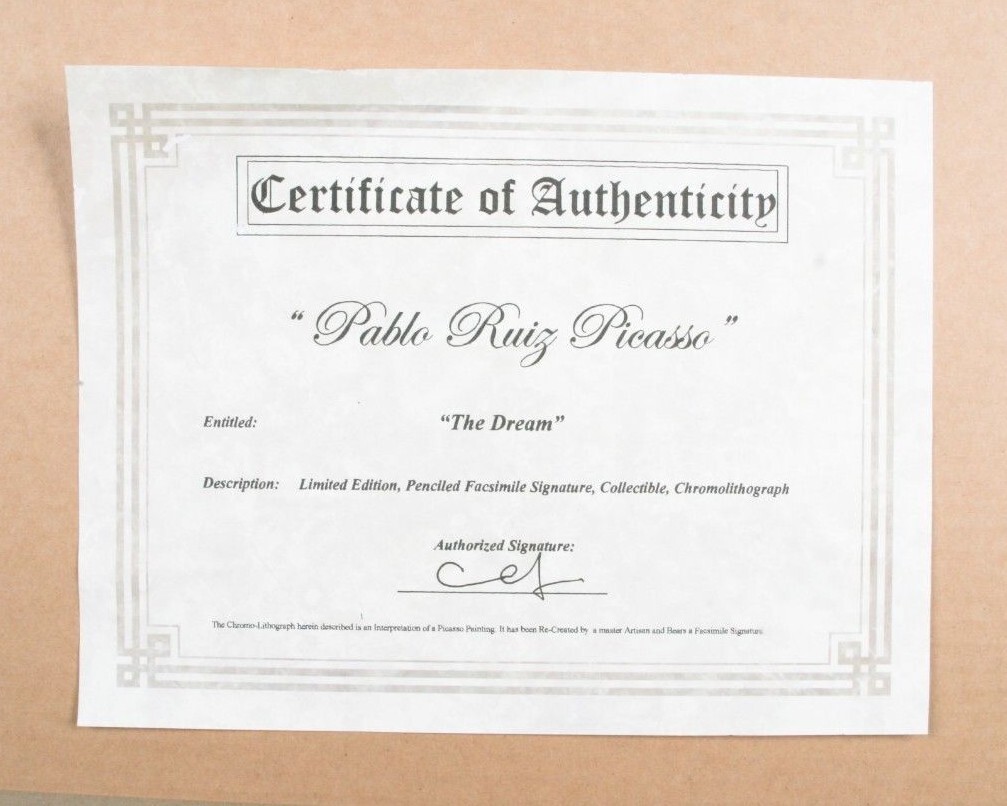 Certificate of Authenticity
“ Pablo Ruiz Picasso ”
Entitled: “The Dream”
Description: Limited Edition, Penciled Facsimile Signature, Collectible, Chromolithograph
Authorized Signature:
The Chromo-Lithograph herein described is an Interpretation of a Picasso Painting. It has been Re-Created by a master Artisan and Bears a Facsimile Signature.